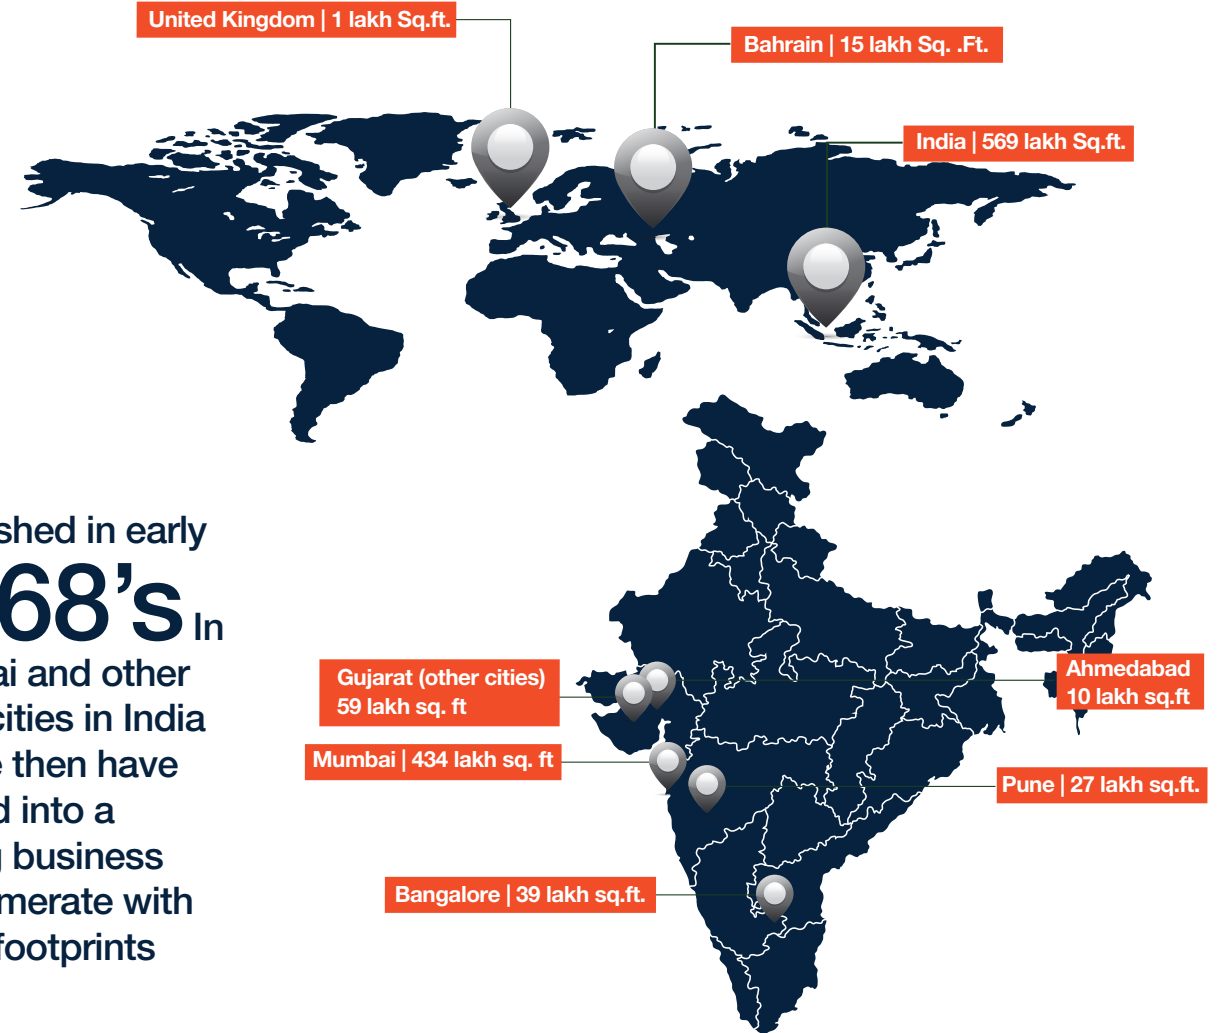 United Kingdom | 1 lakh Sq.ft.
Bahrain | 15 lakh Sq. .Ft.
India | 569 lakh Sq.ft.
shed in early
68’s In
ai and other
cities in India
e then have
d into a
g business
merate with
footprints
Gujarat (other cities)
59 lakh sq. ft
Ahmedabad
10 lakh sq.ft
Mumbai | 434 lakh sq. ft
Pune | 27 lakh sq.ft.
Bangalore | 39 lakh sq.ft.